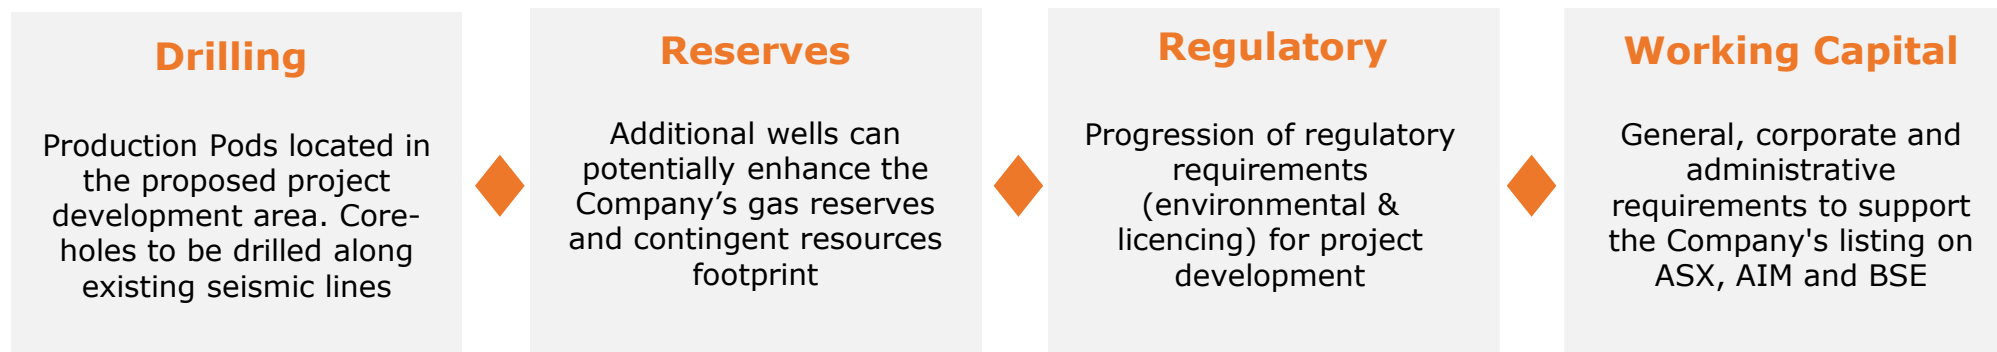 Drilling
Production Pods located in
the proposed project
development area. Core-
holes to be drilled along
existing seismic lines
Reserves
Additional wells can
potentially enhance the
Company’s gas reserves
and contingent resources
footprint
Regulatory
Progression of regulatory
requirements
(environmental &
licencing) for project
development
Working Capital
General, corporate and
administrative
requirements to support
the Company's listing on
ASX, AIM and BSE